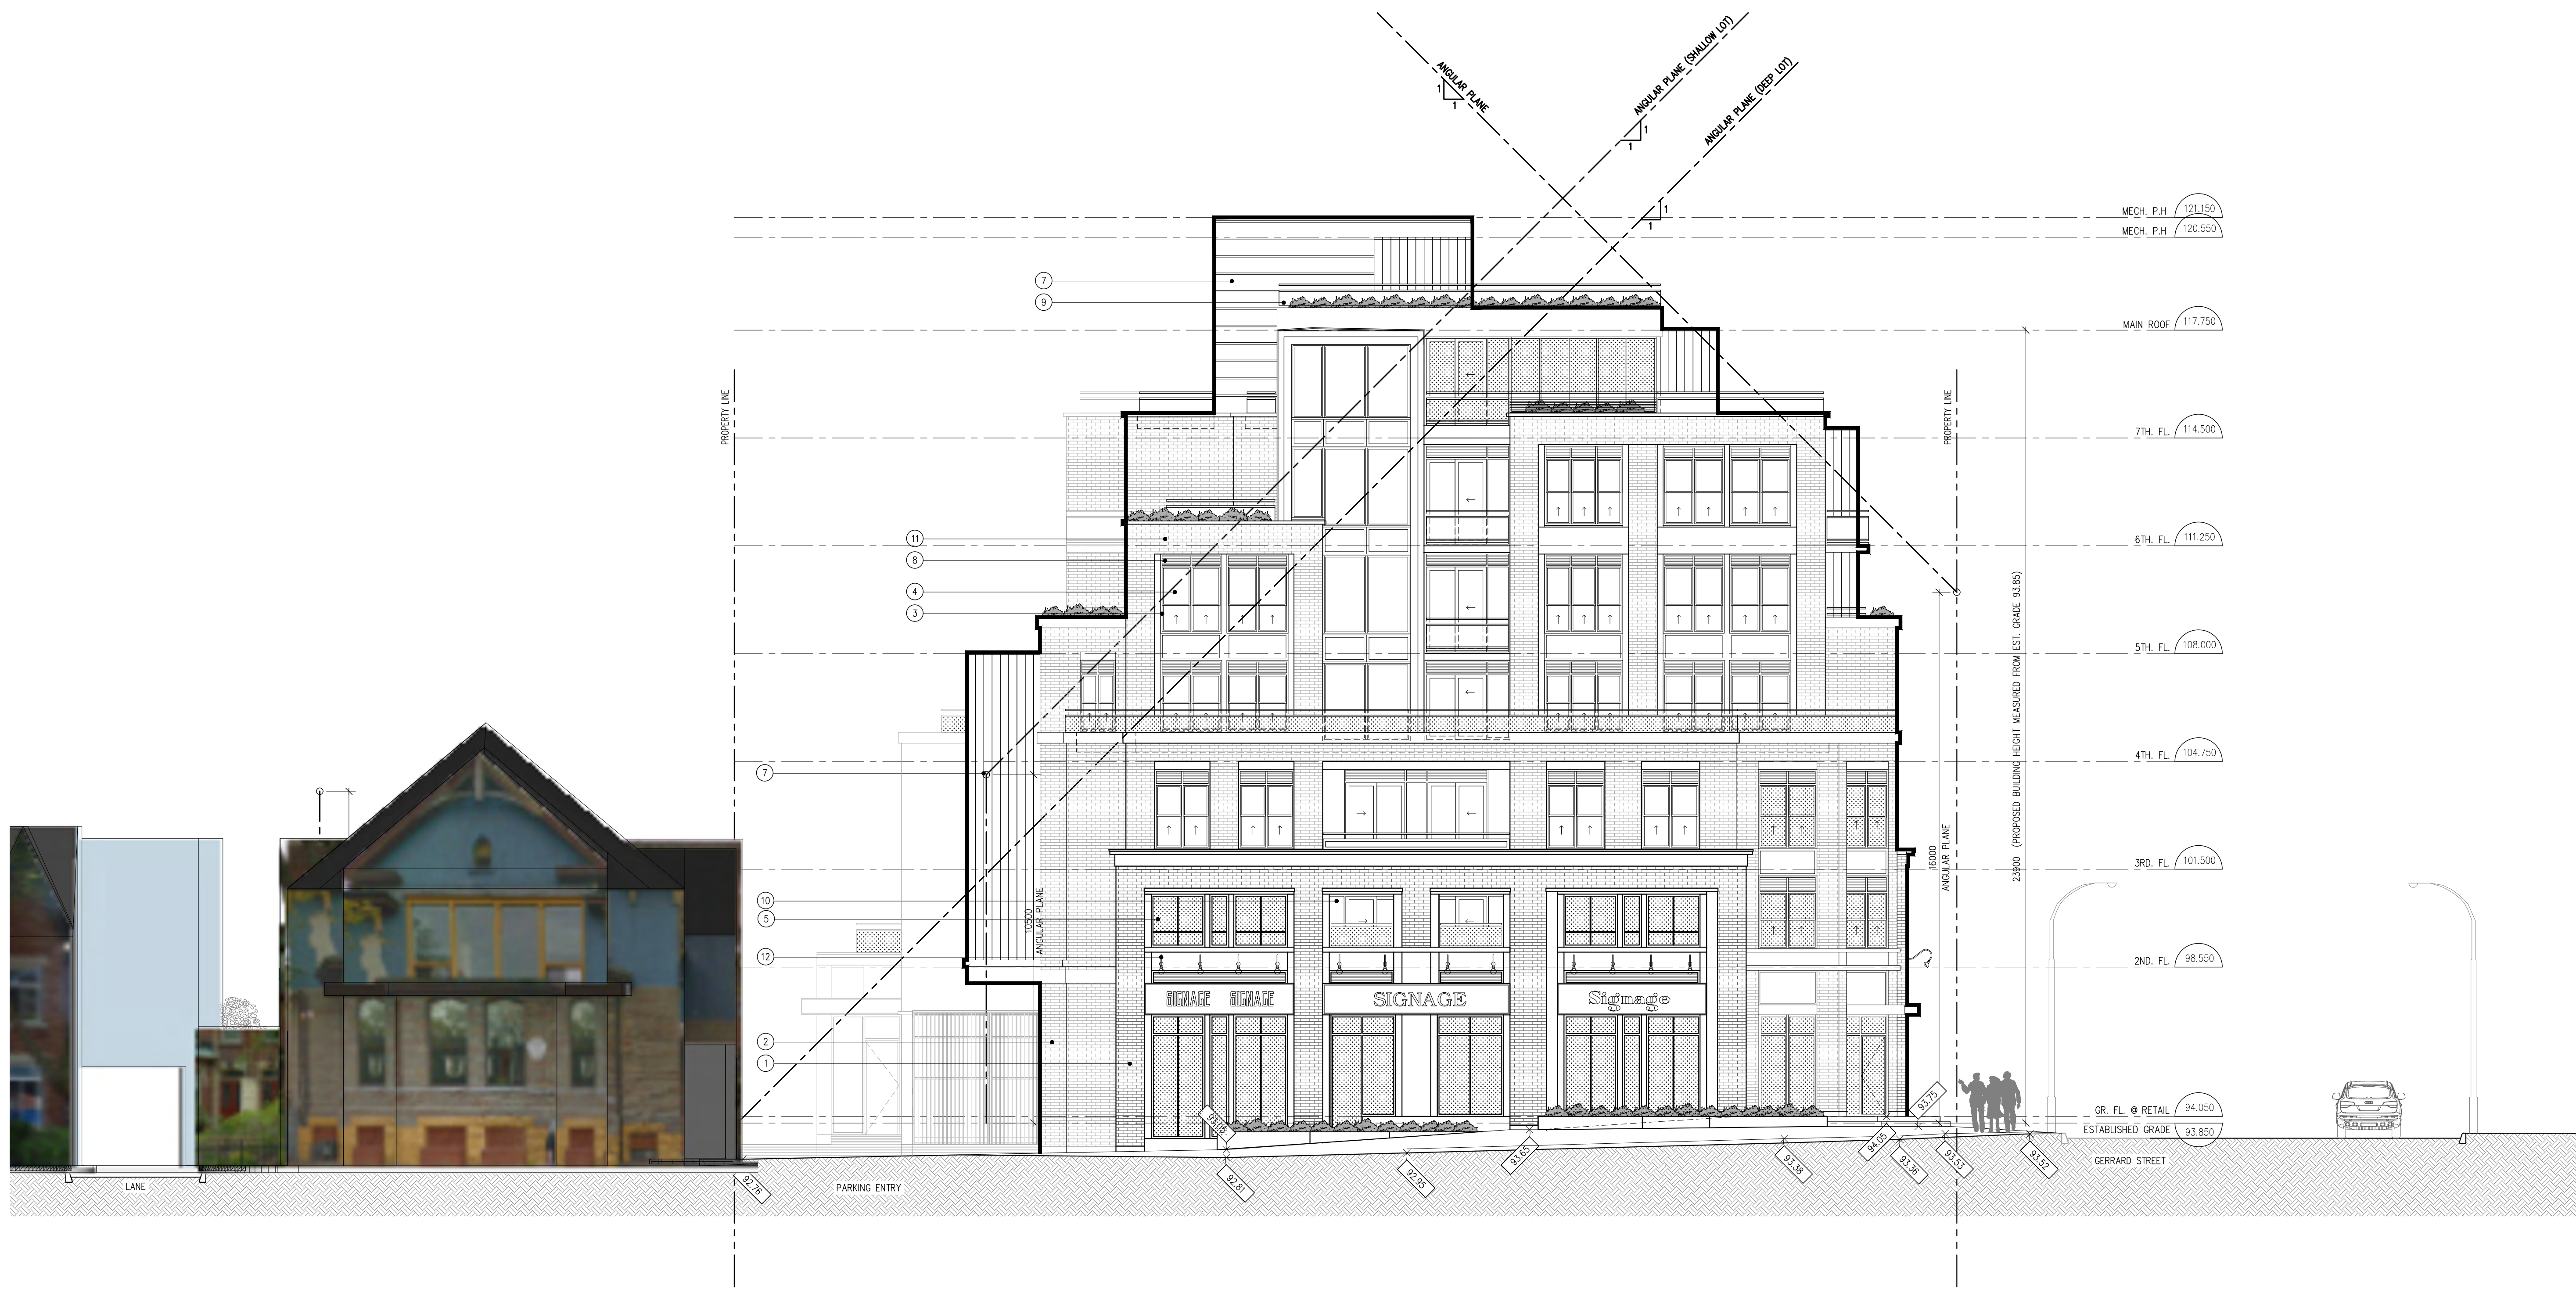 ANGULAR PLANE
1
1
ANGULAR PLANE (SHALLOW LOT)
1
1
ANGULAR PLANE (DEEP LOT)
1
1
MECH. P.H 121.150
MECH. P.H 120.550
7
9
MAIN ROOF 117.750
PROPERTY LINE
PROPERTY LINE
7TH. FL. 114.500
11
6TH. FL. 111.250
8
4
3
23900 (PROPOSED BUILDING HEIGHT MEASURED FROM EST. GRADE 93.85)
5TH. FL. 108.000
4TH. FL. 104.750
7
16000
ANGULAR PLANE
3RD. FL. 101.500
10500
ANGULAR PLANE
10
5
12
2ND. FL. 98.550
SIGNAGE SIGNAGE
SIGNAGE
Signage
2
1
93.75
GR. FL. @ RETAIL 94.050
ESTABLISHED GRADE 93.850
93.65
94.05
93.36
93.53
93.52
93.38
92.95
92.81
92.76
GERRARD STREET
LANE
PARKING ENTRY